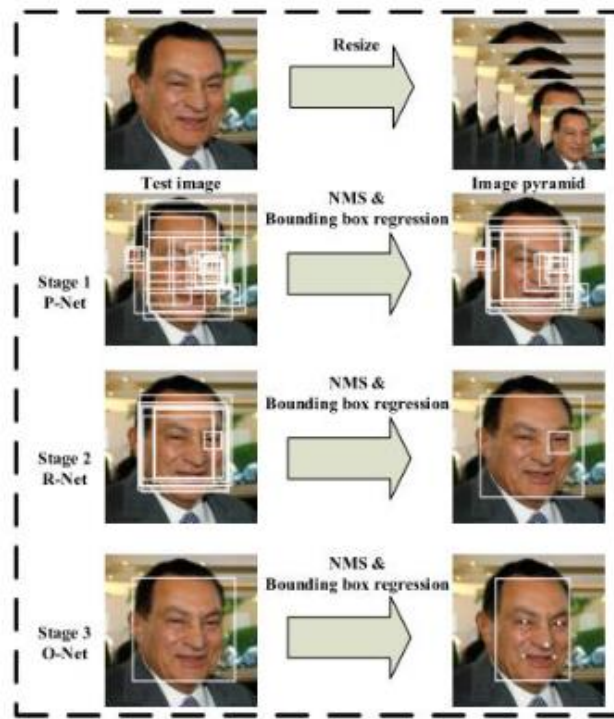 Resize
Test image
Image pyramid
NMS &
Bounding box regression
Stage 1
P-Net
NMS &
Bounding box regression
Stage 2
R-Net
NMS &
Bounding box regression
Stage 3
O-Net